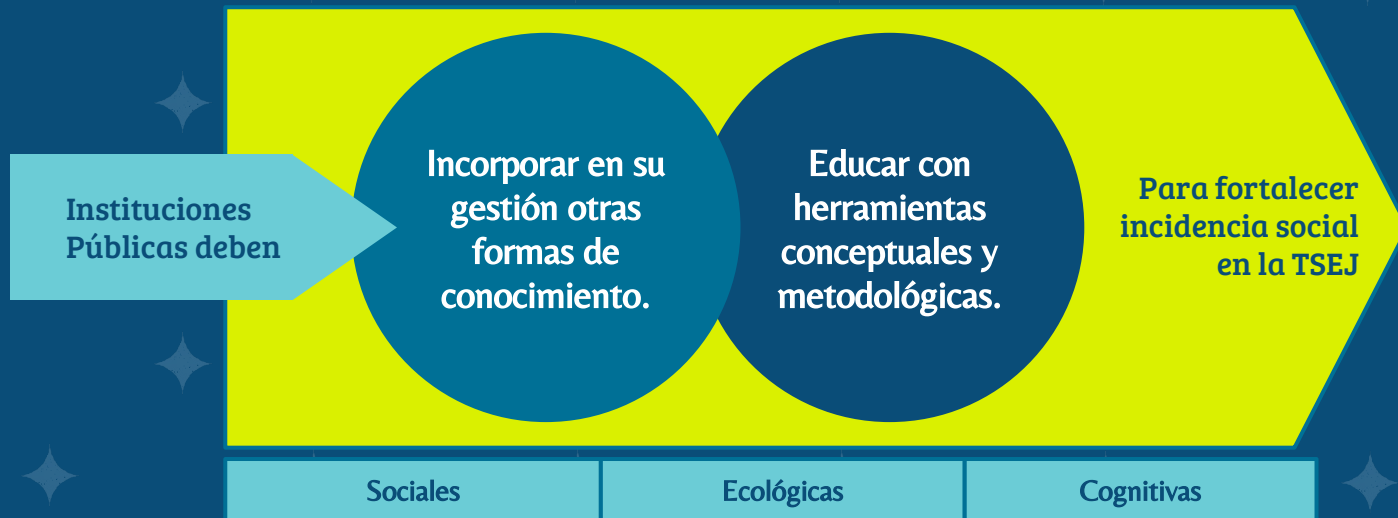 Instituciones
Públicas deben
Incorporar en su
gestión otras
formas de
conocimiento.
Educar con
herramientas
conceptuales y
metodológicas.
Para fortalecer
incidencia social
en la TSEJ
Sociales
Ecológicas
Cognitivas